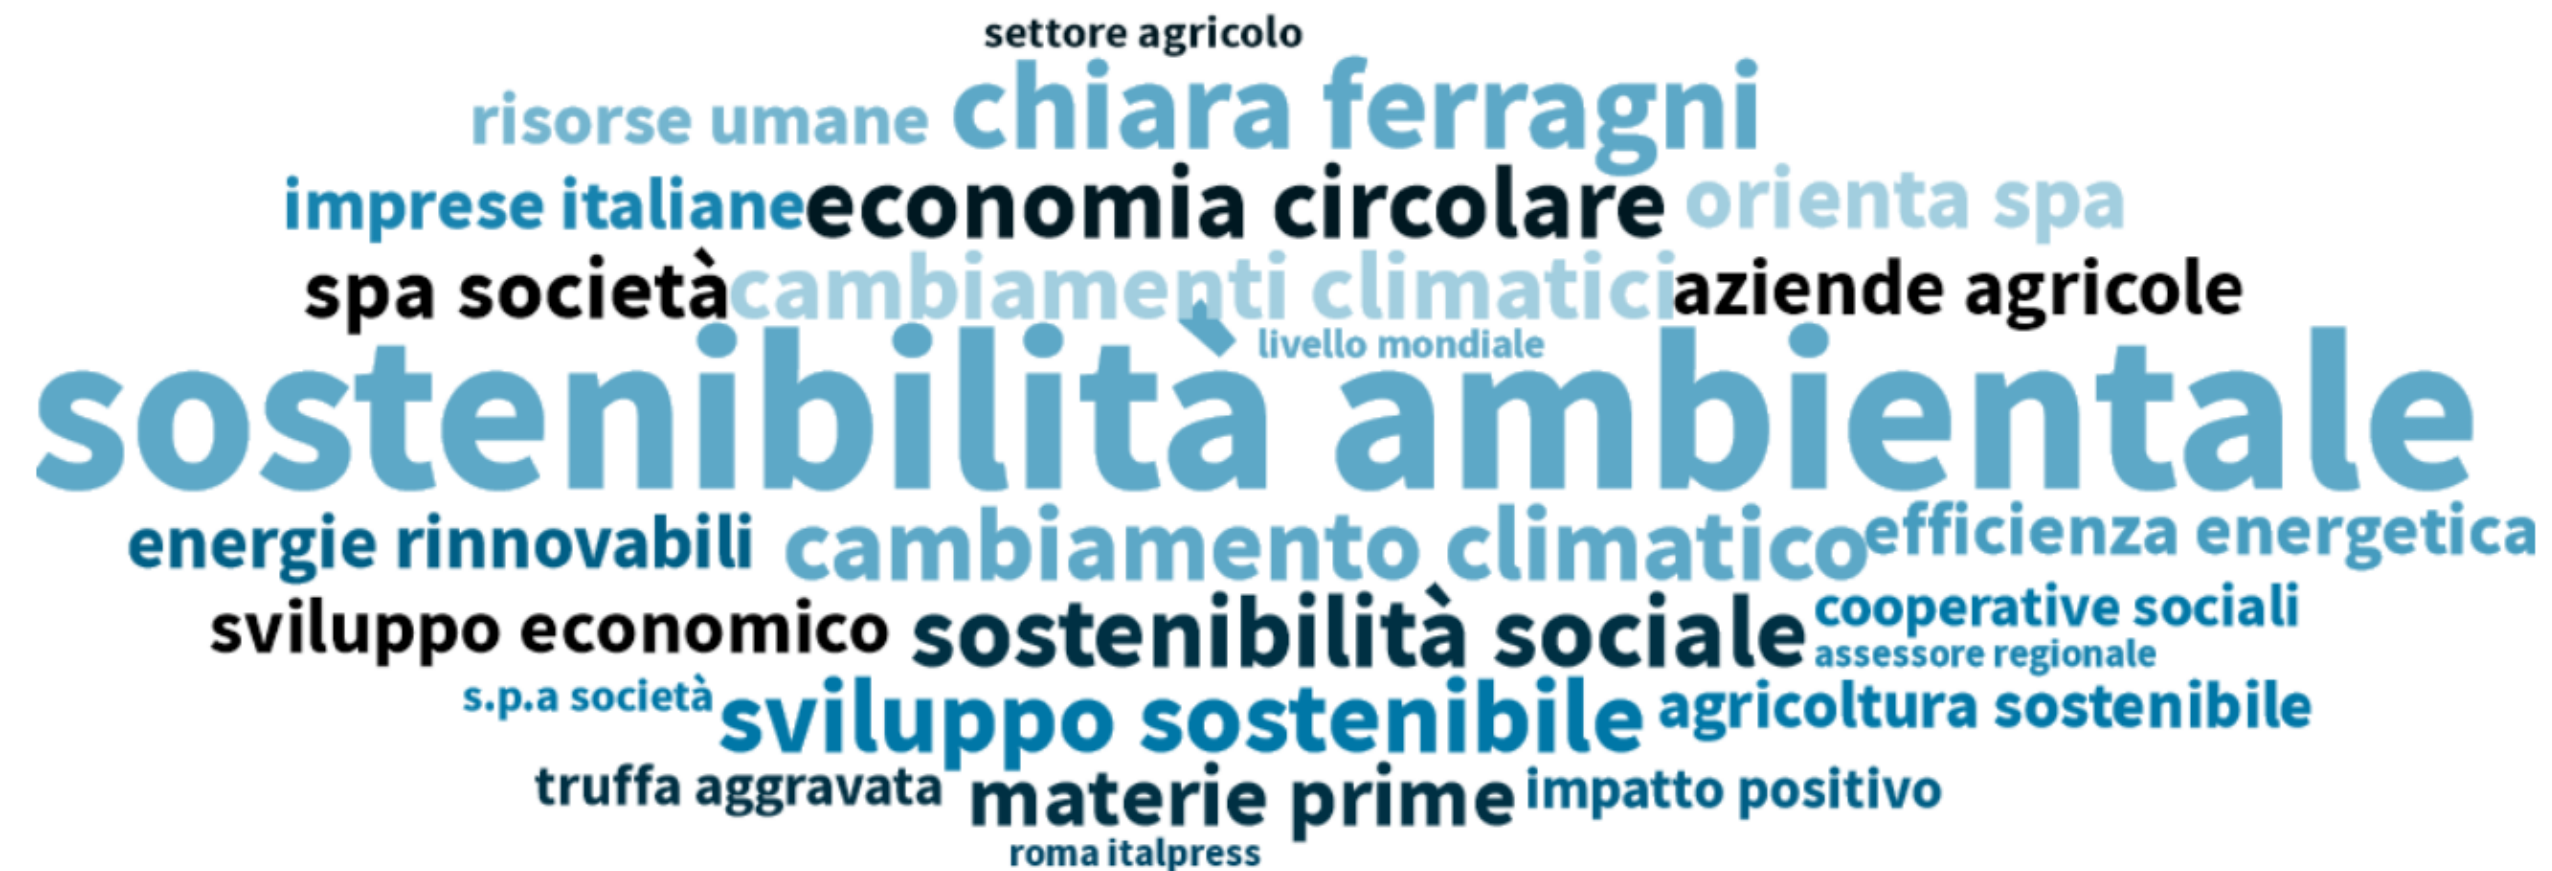 settore agricolo
risorse umane chiara ferragni
imprese italiane economia circolare orienta spa
spa società cambiamenti climatici aziende agricole
livello mondiale
sostenibilità ambientale
energie rinnovabili cambiamento climatico efficienza energetica
sviluppo economico sostenibilità sociale cooperative sociali
assessore regionale
s.p.a società sviluppo sostenibile agricoltura sostenibile
truffa aggravata materie prime impatto positivo
roma italpress